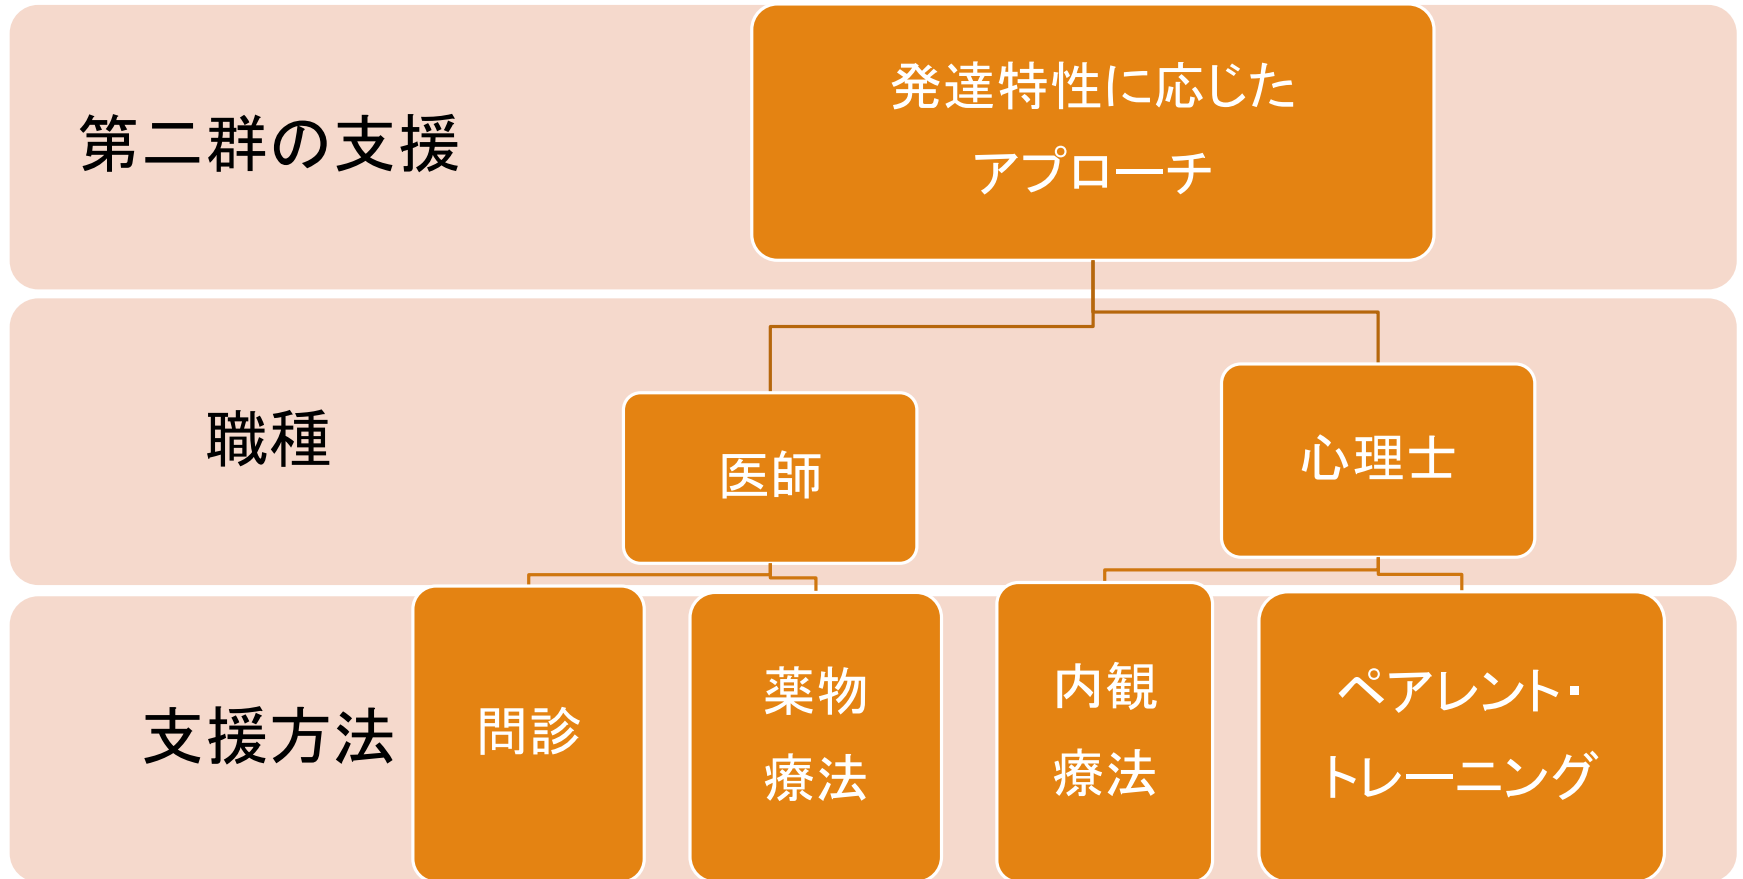 第二群の支援
発達特性に応じた
アプローチ
職種
医師
心理士
支援方法
問診
薬物
療法
内観
療法
ペアレント・
トレーニング